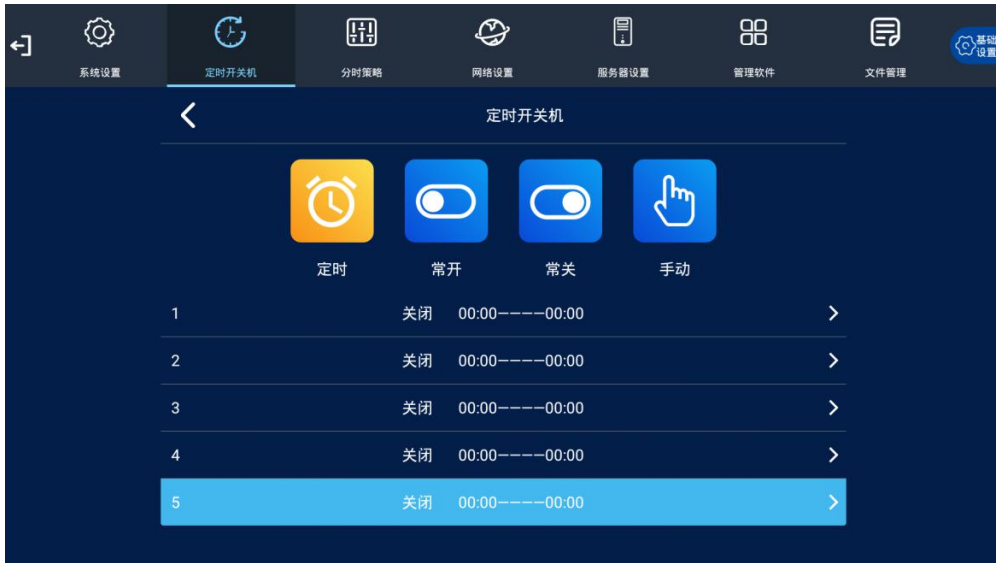 系统设置
定时开关机
分时策略
网络设置
服务器设置
管理软件
文件管理
基础
设置
定时开关机
定时 常开 常关 手动
1 关闭 00:00————00:00
2 关闭 00:00————00:00
3 关闭 00:00————00:00
4 关闭 00:00————00:00
5 关闭 00:00————00:00